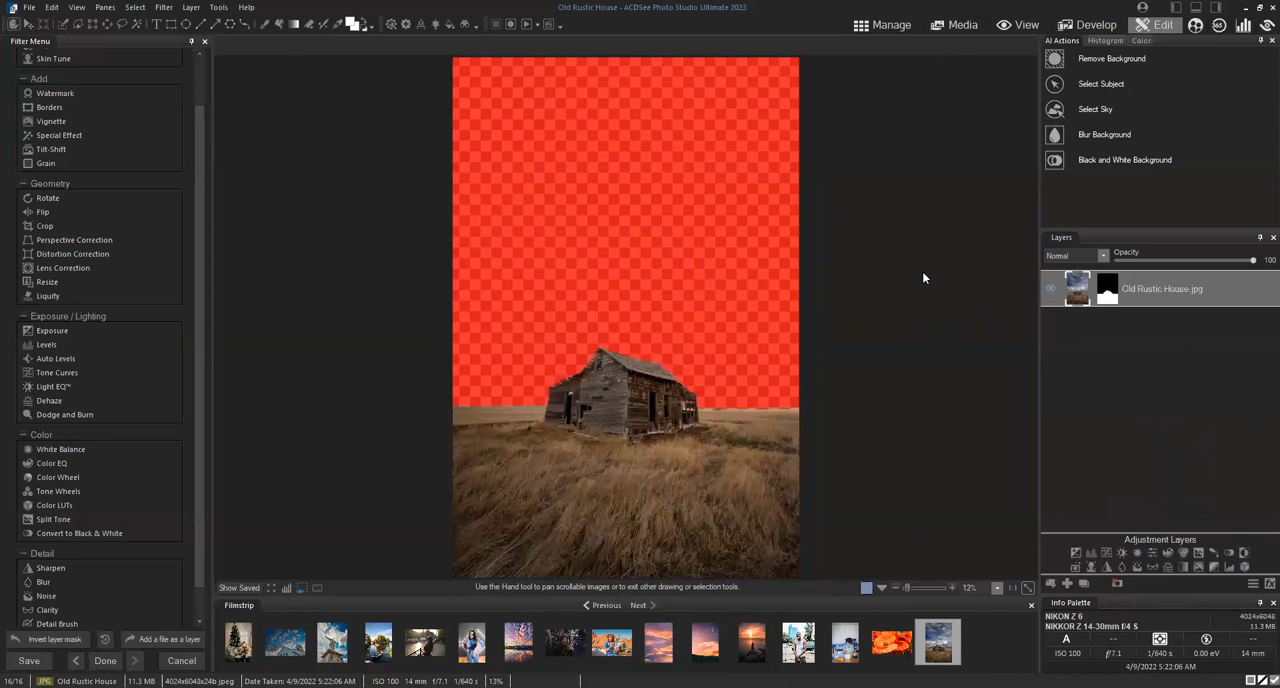 File Edit View Panes Select Filter Layer Tools Help
Old Rustic House - ACDSee Photo Studio Ultimate 2023
Manage Media View Develop Edit 365
Filter Menu
Skin Tune
Add
Watermark
Borders
Vignette
Special Effect
Tilt-Shift
Grain
Geometry
Rotate
Flip
Crop
Perspective Correction
Distortion Correction
Lens Correction
Resize
Liquify
Exposure / Lighting
Exposure
Levels
Auto Levels
Tone Curves
Light EQ™
Dehaze
Dodge and Burn
Color
White Balance
Color EQ
Color Wheel
Tone Wheels
Color LUTs
Split Tone
Convert to Black & White
Detail
Sharpen
Blur
Noise
Clarity
Detail Brush
Invert layer mask Add a file as a layer
Save Done Cancel
AI Actions Histogram Color
Remove Background
Select Subject
Select Sky
Blur Background
Black and White Background
Layers
Normal Opacity 100
Old Rustic House.jpg
Adjustment Layers
Show Saved Use the Hand tool to pan scrollable images or to exit other drawing or selection tools. 12% 1:1
Filmstrip Previous Next
Info Palette
NIKON Z 6 4024x6048
NIKKOR Z 14-30mm f/4 S 11.3 MB
A -- --
ISO 100 f/7.1 1/640 s 0.00 eV 14 mm
4/9/2022 5:22:06 AM
16/16 JPG Old Rustic House 11.3 MB 4024x6048x24b jpeg Date Taken: 4/9/2022 5:22:06 AM ISO 100 14 mm f/7.1 1/640 s 13%